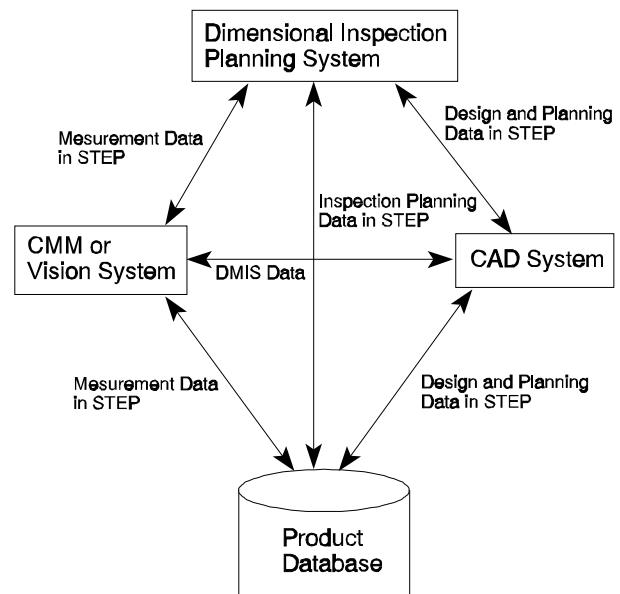 Dimensional Inspection
Planning System
Design and Planning
Data in STEP
Mesurement Data
in STEP
Inspection Planning
Data in STEP
CMM or
Vision System
DMIS Data
CAD System
Mesurement Data
in STEP
Design and Planning
Data in STEP
Product
Database